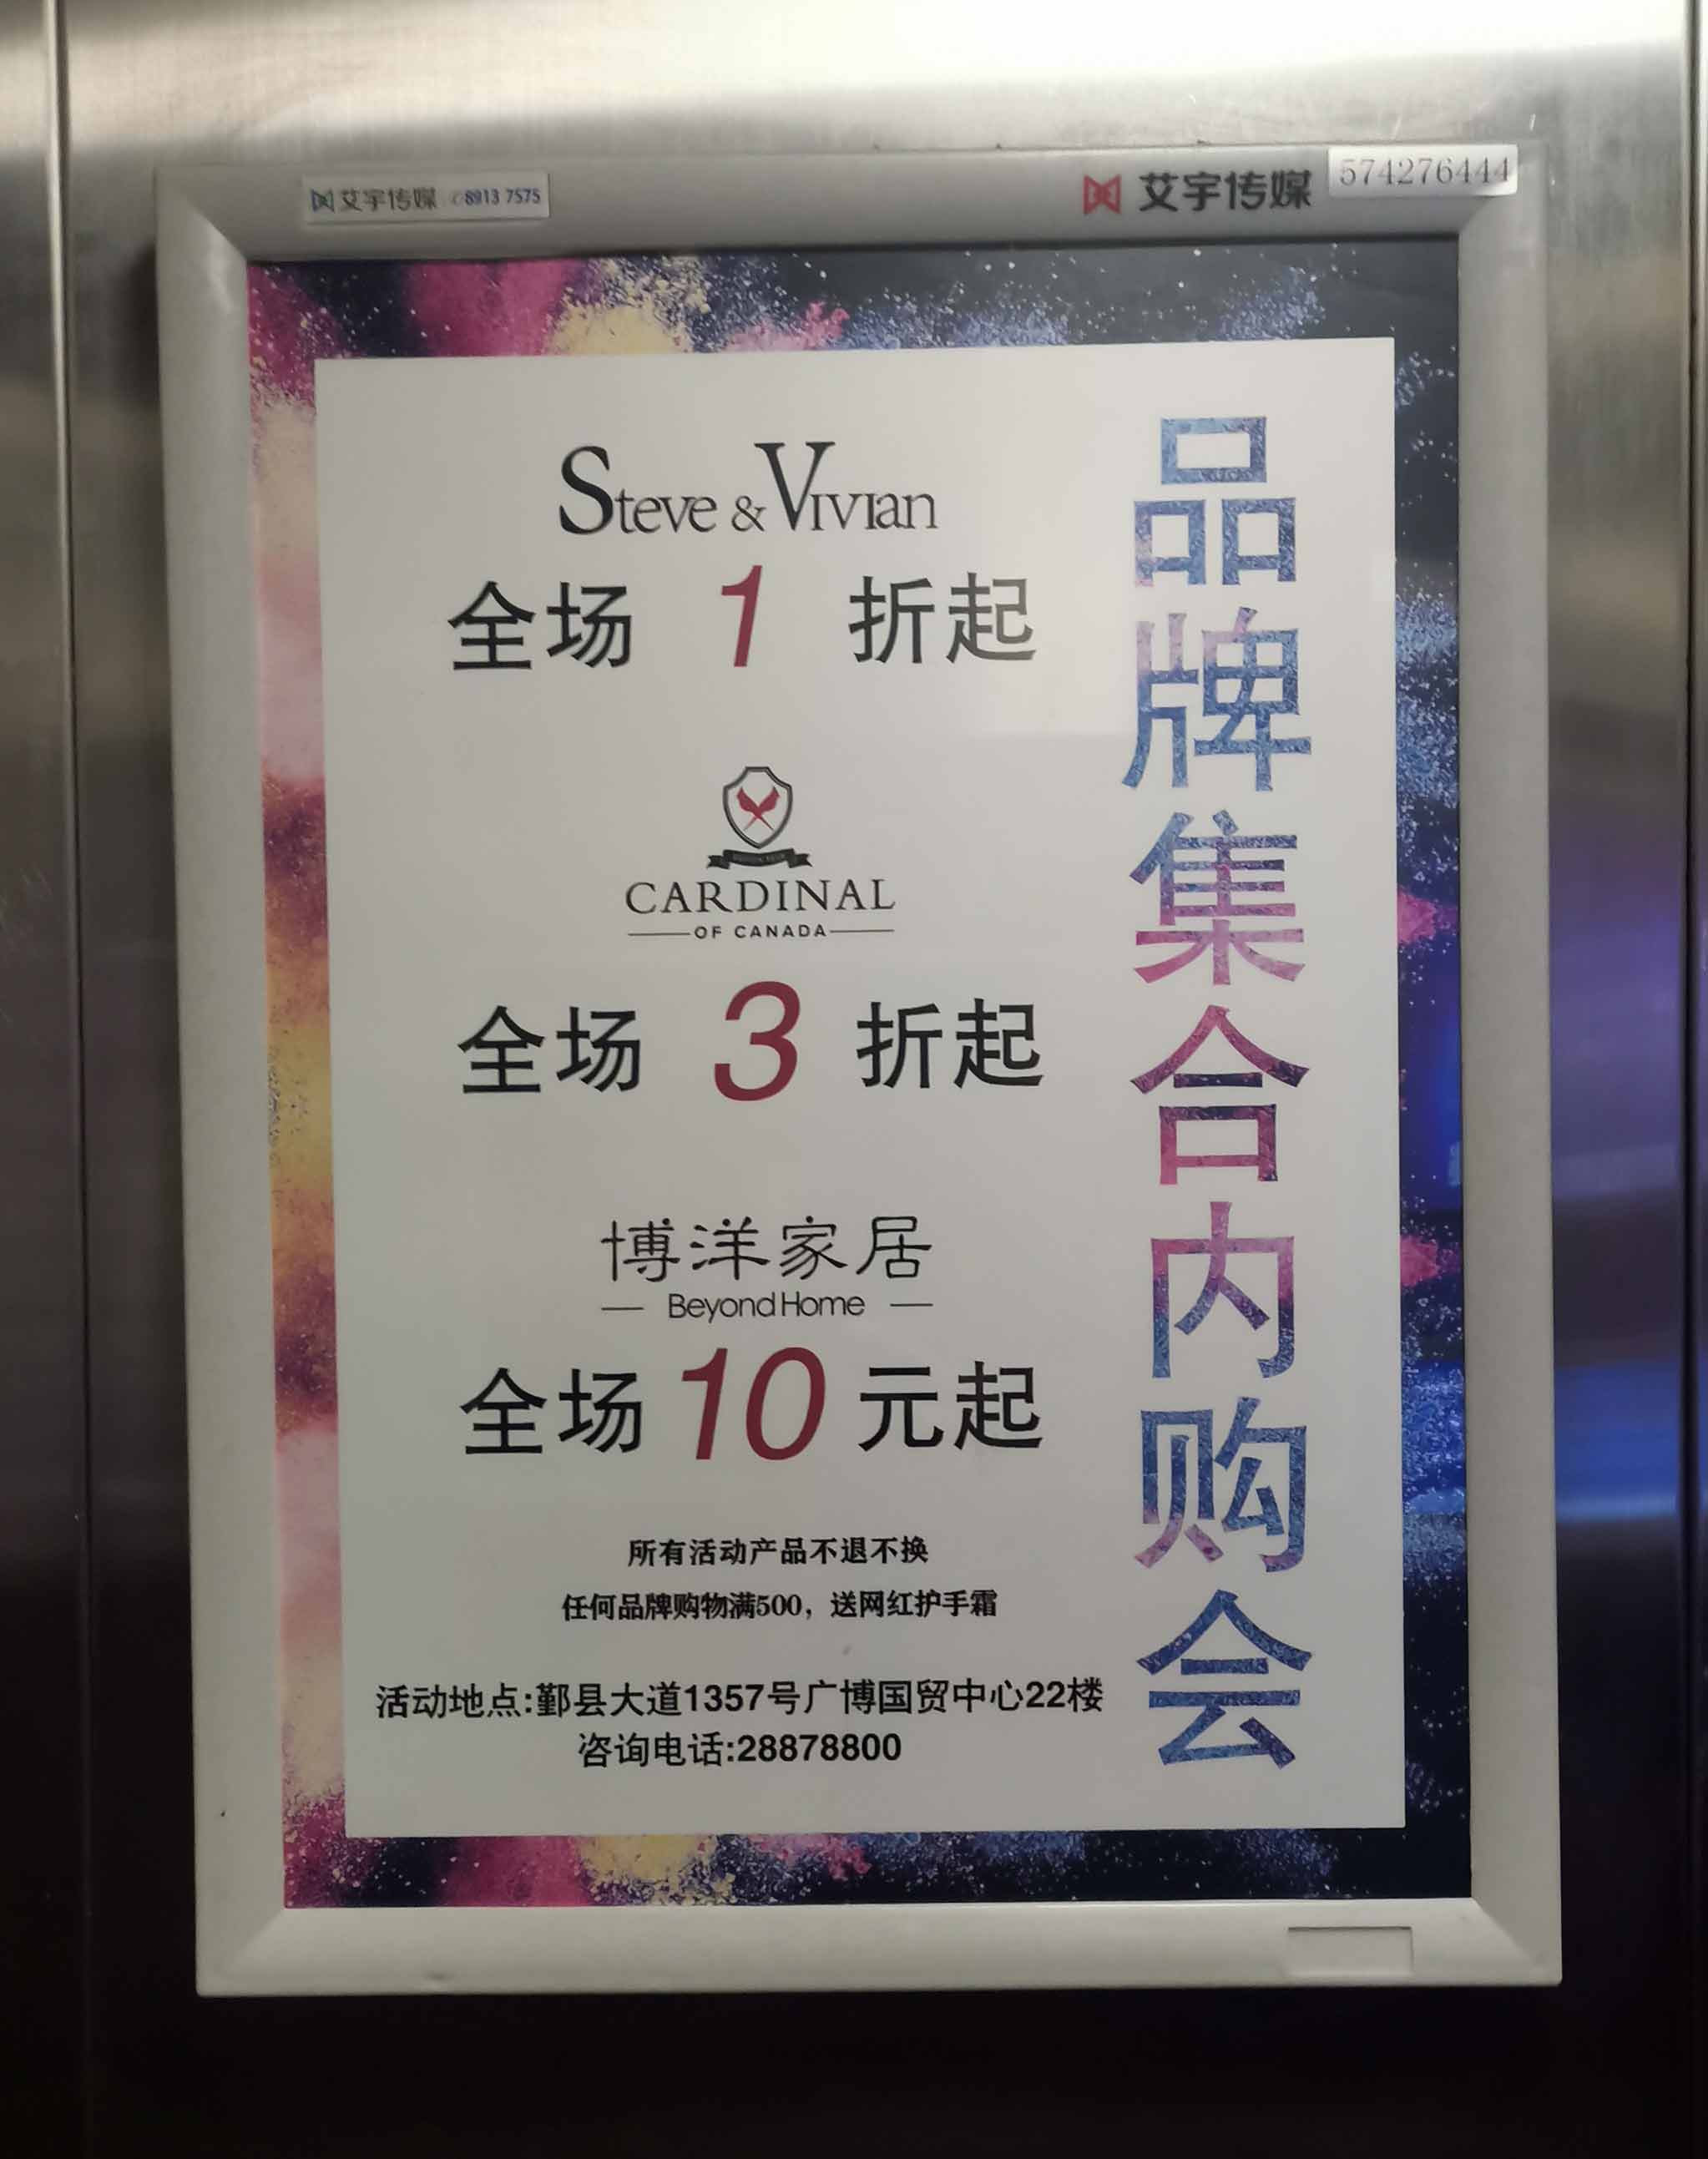 艾宇传媒 8913 7575
艾宇传媒
574276444
品牌集合内购会
Steve & Vivian
全场 1 折起
CARDINAL
OF CANADA
全场 3 折起
博洋家居
Beyond Home
全场 10 元起
所有活动产品不退不换
任何品牌购物满500，送网红护手霜
活动地点:鄞县大道1357号广博国贸中心22楼
咨询电话:28878800